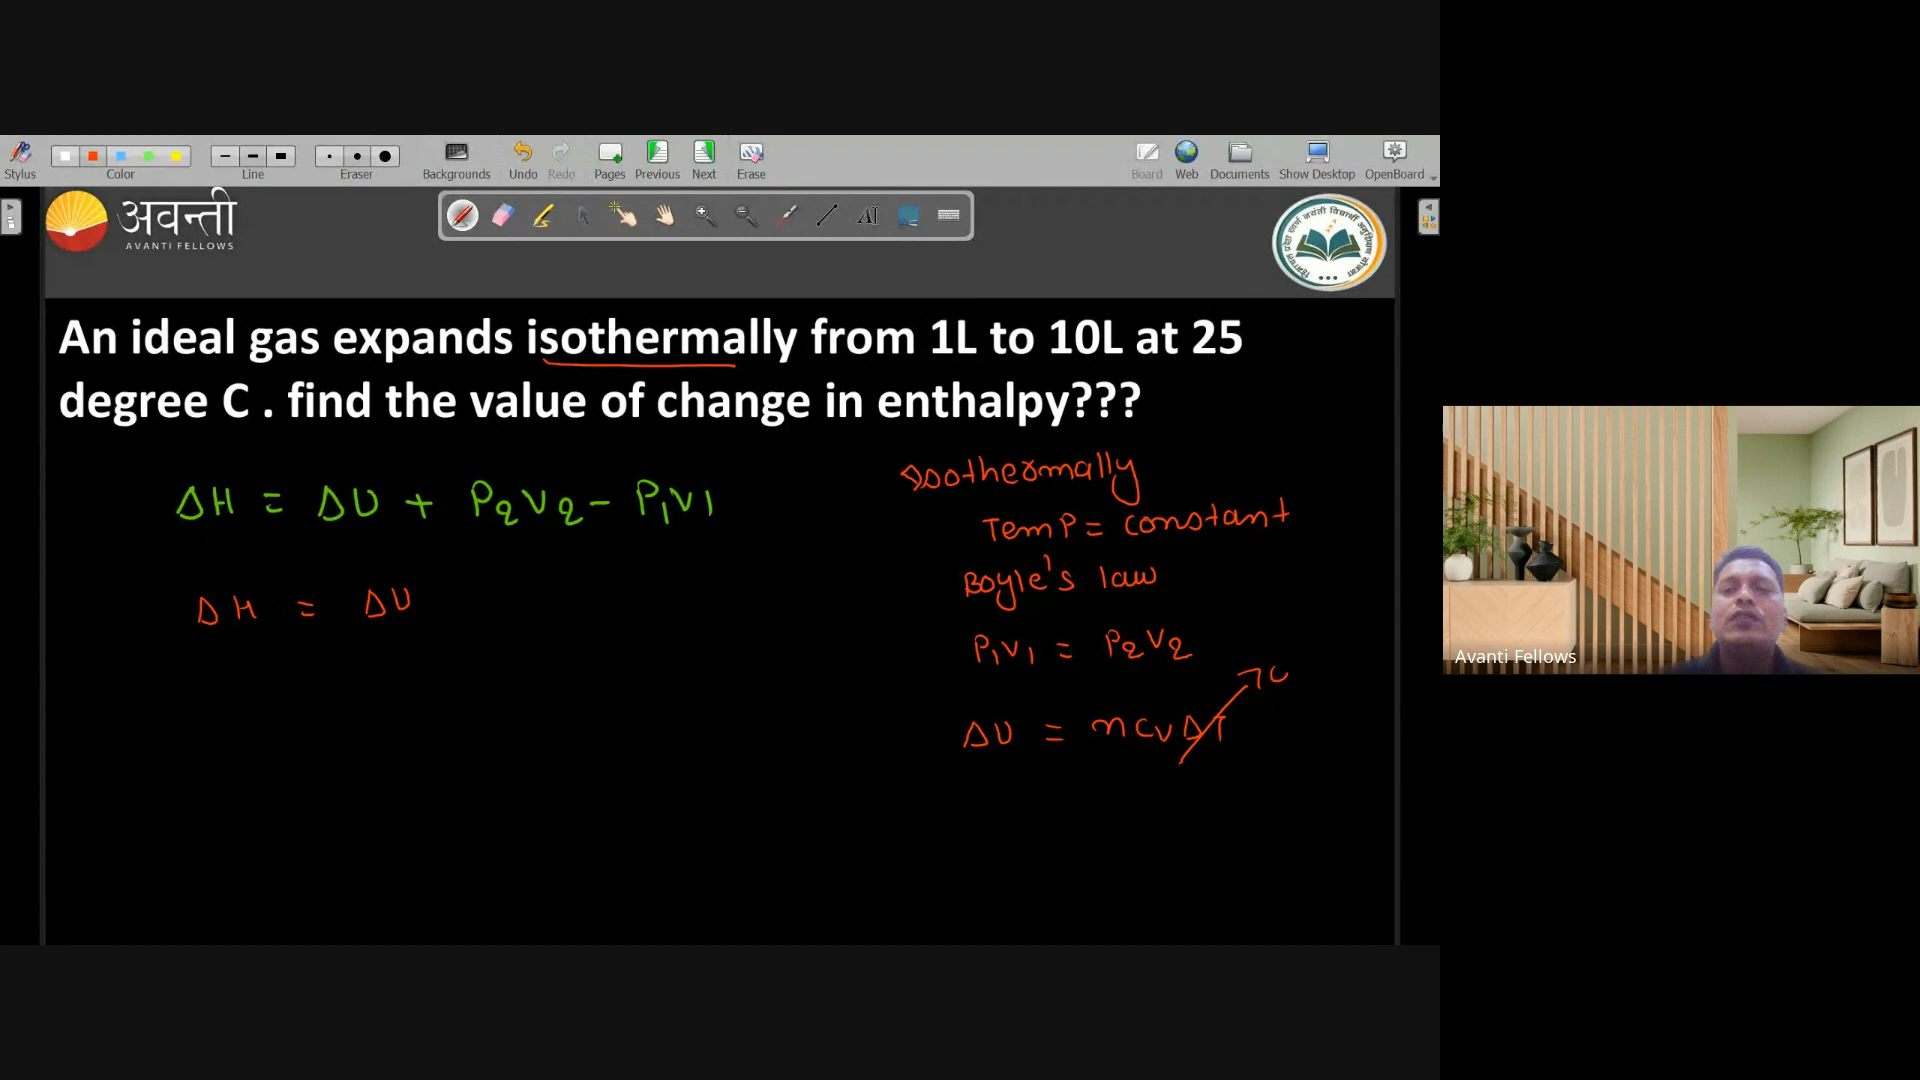 Stylus
Color
Line
Eraser
Backgrounds
Undo
Redo
Pages
Previous
Next
Erase
Board
Web
Documents
Show Desktop
OpenBoard
अवन्ती
AVANTI FELLOWS
An ideal gas expands isothermally from 1L to 10L at 25
degree C . find the value of change in enthalpy???
ΔH = ΔU + P2V2 - P1V1
ΔH = ΔU
Isothermally
Temp = constant
Boyle's law
P1V1 = P2V2
ΔU = nCvΔT → 0
Avanti Fellows